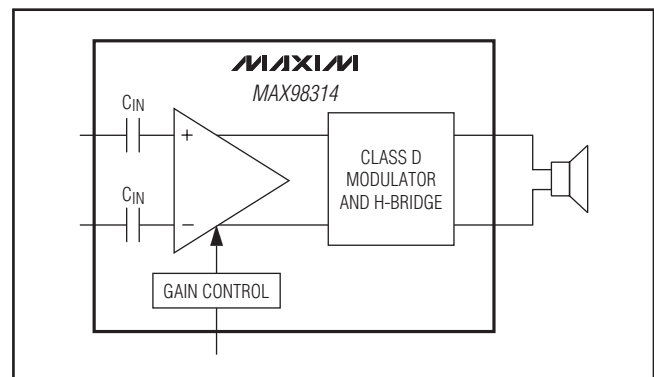 MAXIM
MAX98314
CIN
+
CIN
−
CLASS D
MODULATOR
AND H-BRIDGE
GAIN CONTROL